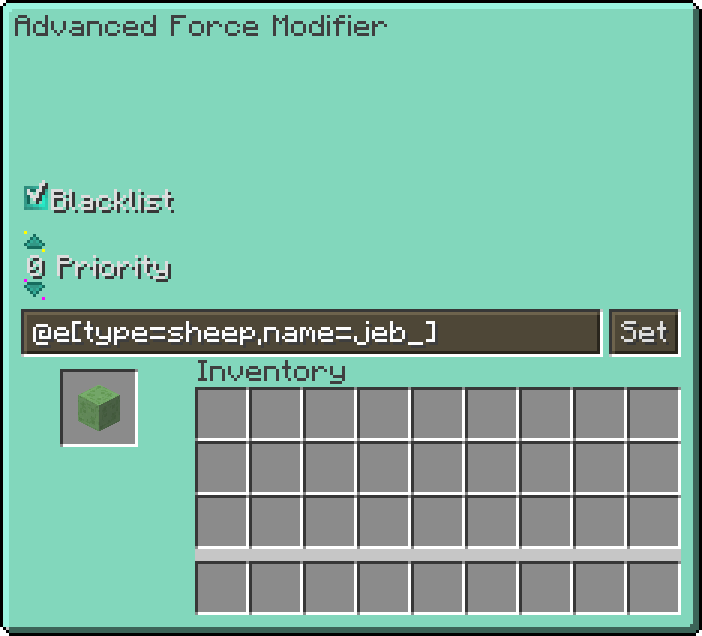 Advanced Force Modifier
Blacklist
0 Priority
@e[type=sheep,name=jeb_]
Set
Inventory